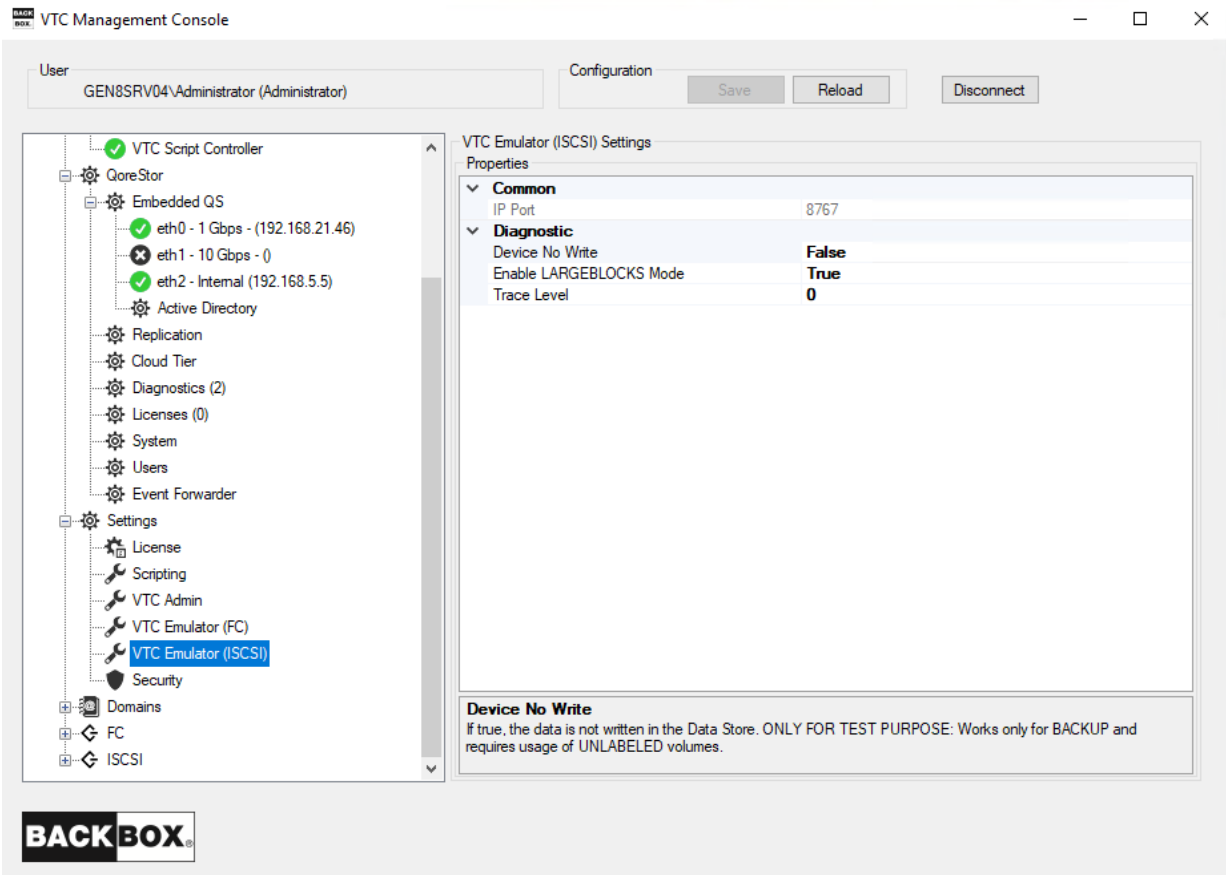 BACK BOX. VTC Management Console
User
GEN8SRV04\Administrator (Administrator)
Configuration
Save Reload Disconnect
VTC Script Controller
QoreStor
Embedded QS
eth0 - 1 Gbps - (192.168.21.46)
eth1 - 10 Gbps - ()
eth2 - Internal (192.168.5.5)
Active Directory
Replication
Cloud Tier
Diagnostics (2)
Licenses (0)
System
Users
Event Forwarder
Settings
License
Scripting
VTC Admin
VTC Emulator (FC)
VTC Emulator (ISCSI)
Security
Domains
FC
ISCSI
VTC Emulator (ISCSI) Settings
Properties
Common
IP Port 8767
Diagnostic
Device No Write False
Enable LARGEBLOCKS Mode True
Trace Level 0
Device No Write
If true, the data is not written in the Data Store. ONLY FOR TEST PURPOSE: Works only for BACKUP and
requires usage of UNLABELED volumes.
BACKBOX®